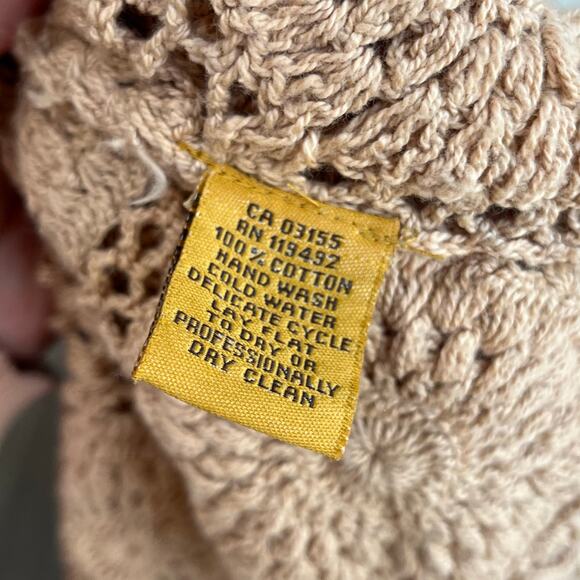 CA 03155
RN 119492
100% COTTON
HAND WASH
COLD WATER
DELICATE CYCLE
LAY FLAT
TO DRY OR
PROFESSIONALLY
DRY CLEAN